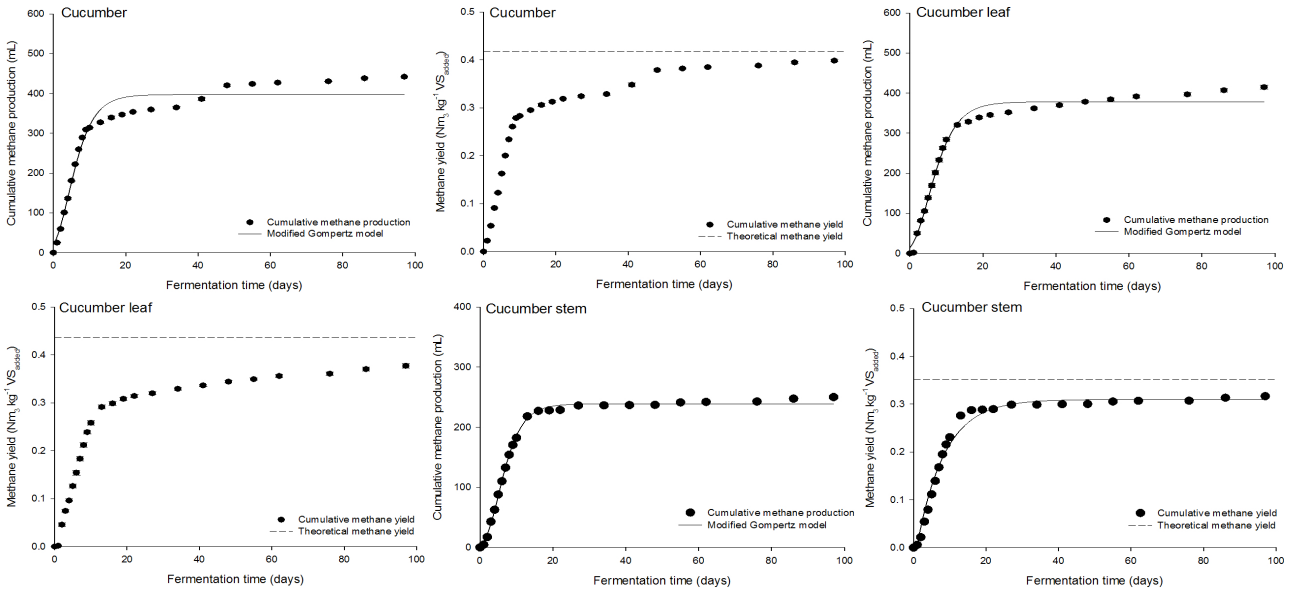 Cucumber
Cumulative methane production (mL)
600
500
400
300
200
100
0
0 20 40 60 80 100
Fermentation time (days)
Cumulative methane production
Modified Gompertz model
Cucumber
Methane yield (Nm3 kg-1 VSadded)
0.5
0.4
0.3
0.2
0.1
0.0
0 20 40 60 80 100
Fermentation time (days)
Cumulative methane yield
Theoretical methane yield
Cucumber leaf
Cumulative methane production (mL)
600
500
400
300
200
100
0
0 20 40 60 80 100
Fermentation time (days)
Cumulative methane production
Modified Gompertz model
Cucumber leaf
Methane yield (Nm3 kg-1 VSadded)
0.5
0.4
0.3
0.2
0.1
0.0
0 20 40 60 80 100
Fermentation time (days)
Cumulative methane yield
Theoretical methane yield
Cucumber stem
Cumulative methane production (mL)
400
300
200
100
0
0 20 40 60 80 100
Fermentation time (days)
Cumulative methane production
Modified Gompertz model
Cucumber stem
Methane yield (Nm3 kg-1 VSadded)
0.5
0.4
0.3
0.2
0.1
0.0
0 20 40 60 80 100
Fermentation time (days)
Cumulative methane yield
Theoretical methane yield